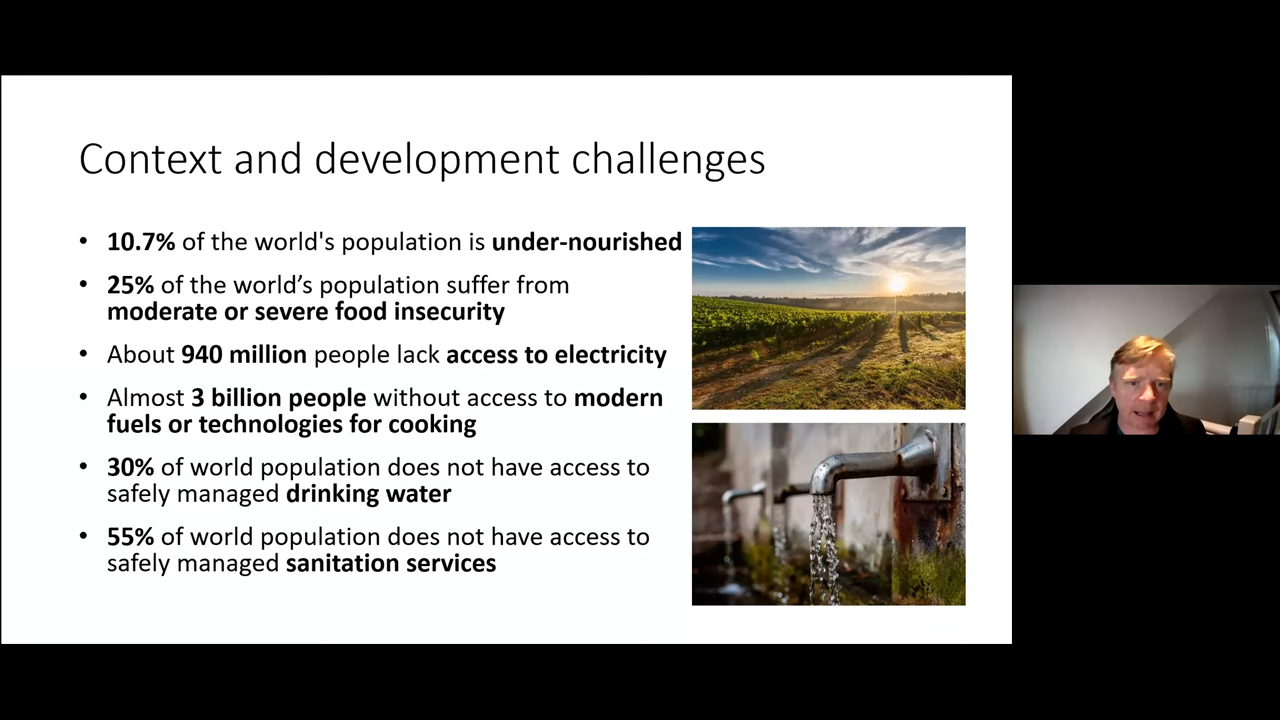 Context and development challenges
• 10.7% of the world's population is under-nourished
• 25% of the world’s population suffer from
moderate or severe food insecurity
• About 940 million people lack access to electricity
• Almost 3 billion people without access to modern
fuels or technologies for cooking
• 30% of world population does not have access to
safely managed drinking water
• 55% of world population does not have access to
safely managed sanitation services